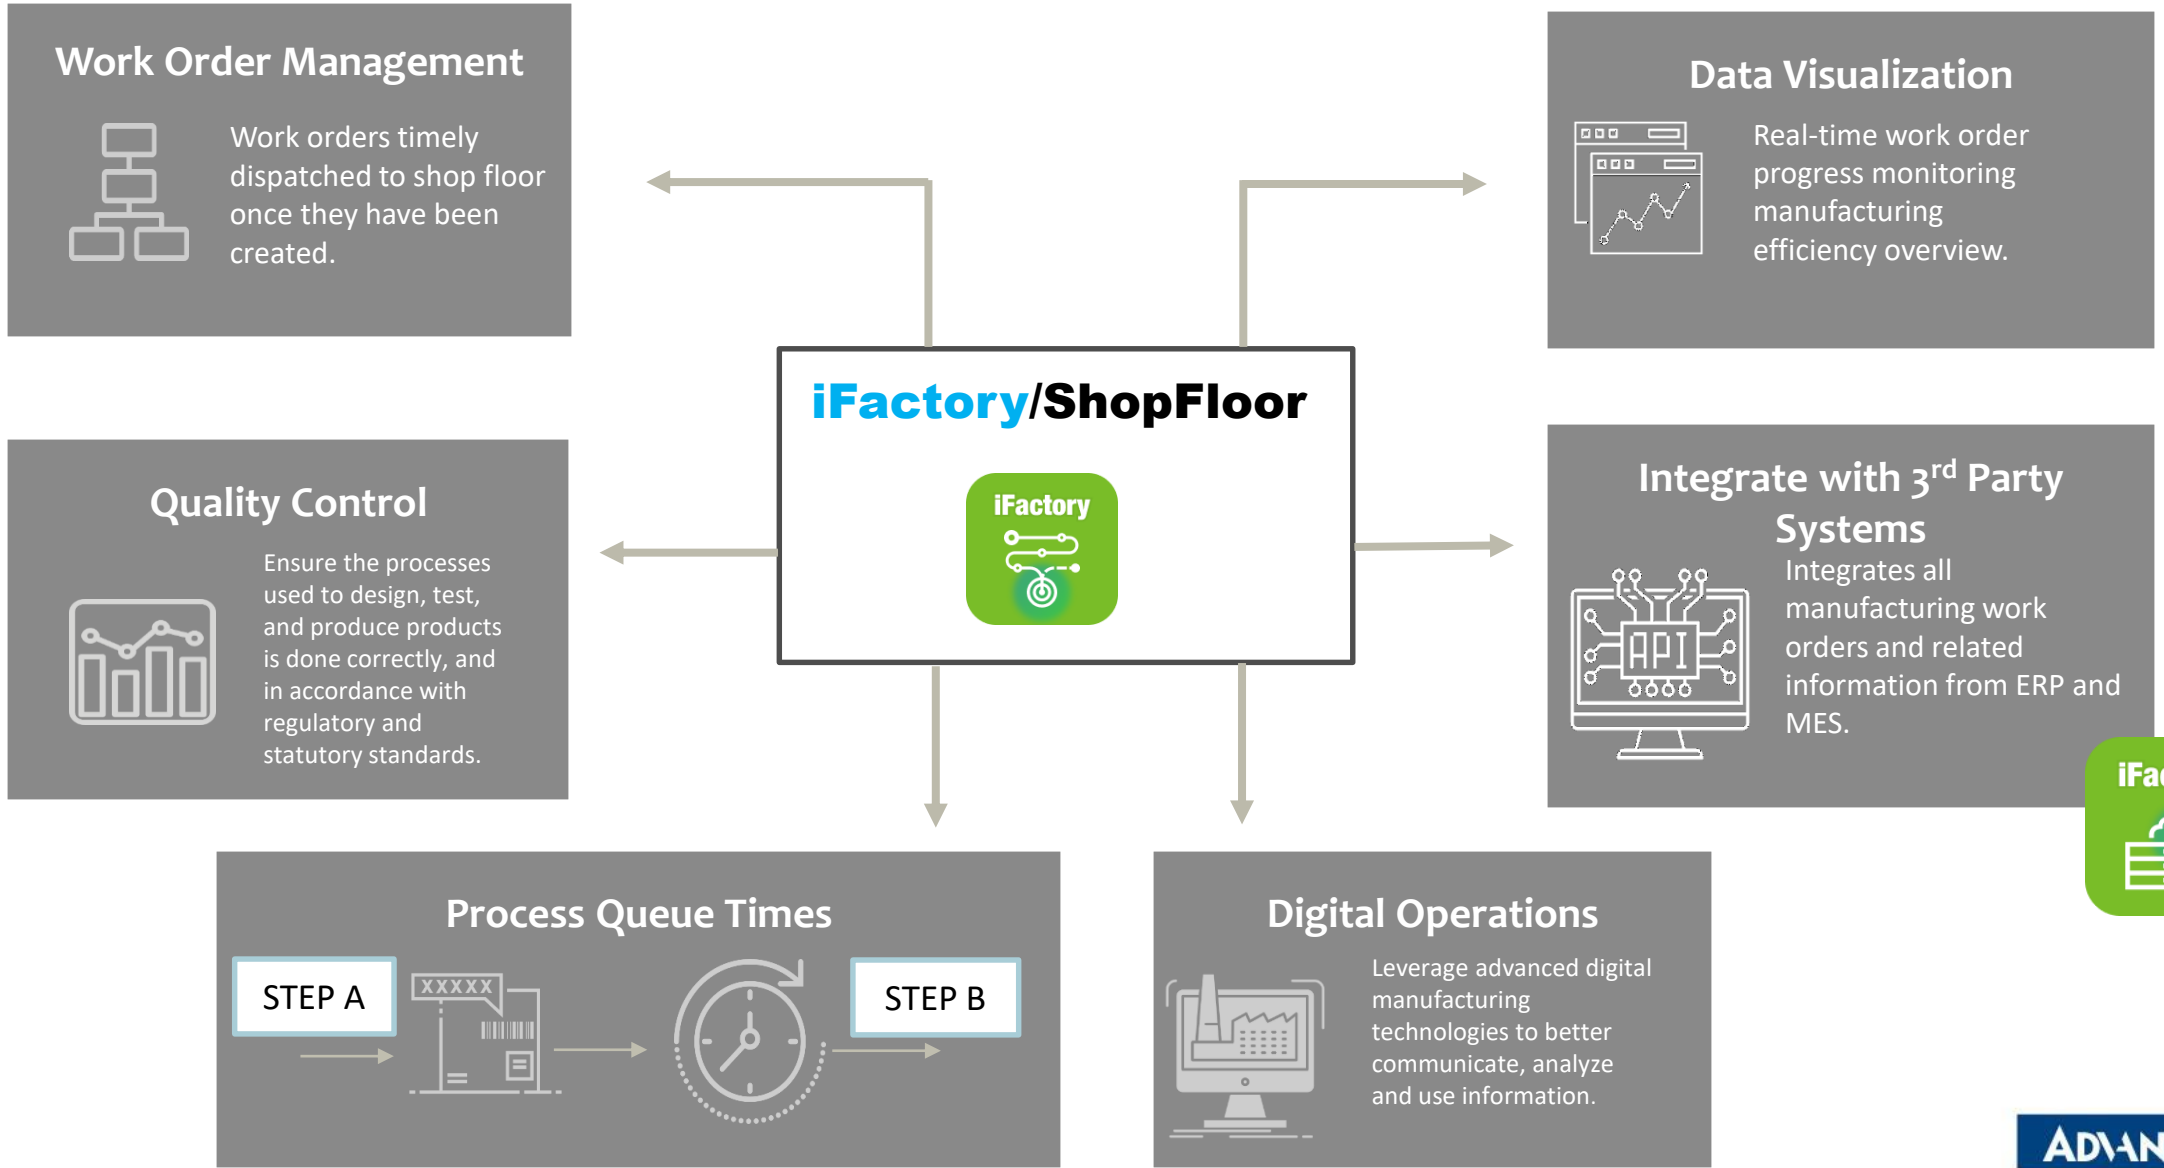 Work Order Management
Work orders timely
dispatched to shop floor
once they have been
created.
Data Visualization
Real-time work order
progress monitoring
manufacturing
efficiency overview.
iFactory/ShopFloor
iFactory
Quality Control
Ensure the processes
used to design, test,
and produce products
is done correctly, and
in accordance with
regulatory and
statutory standards.
Integrate with 3rd Party
Systems
API
Integrates all
manufacturing work
orders and related
information from ERP and
MES.
Process Queue Times
STEP A
XXXXX
STEP B
Digital Operations
Leverage advanced digital
manufacturing
technologies to better
communicate, analyze
and use information.